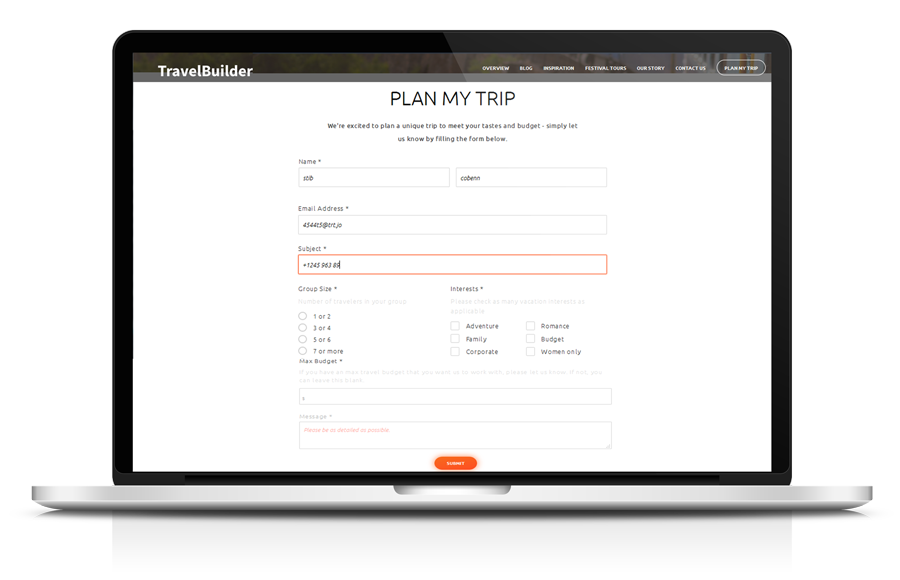 TravelBuilder
OVERVIEW BLOG INSPIRATION FESTIVAL TOURS OUR STORY CONTACT US PLAN MY TRIP
PLAN MY TRIP
We're excited to plan a unique trip to meet your tastes and budget - simply let
us know by filling the form below.
Name *
stib cobenn
Email Address *
4544t5@trt.jo
Subject *
+1245 963 89
Group Size * Interests *
Number of travelers in your group Please check as many vacation interests as
applicable
1 or 2 Adventure Romance
3 or 4 Family Budget
5 or 6 Corporate Women only
7 or more
Max Budget *
If you have an max travel budget that you want us to work with, please let us know. If not, you
can leave this blank.
Message *
Please be as detailed as possible.
SUBMIT